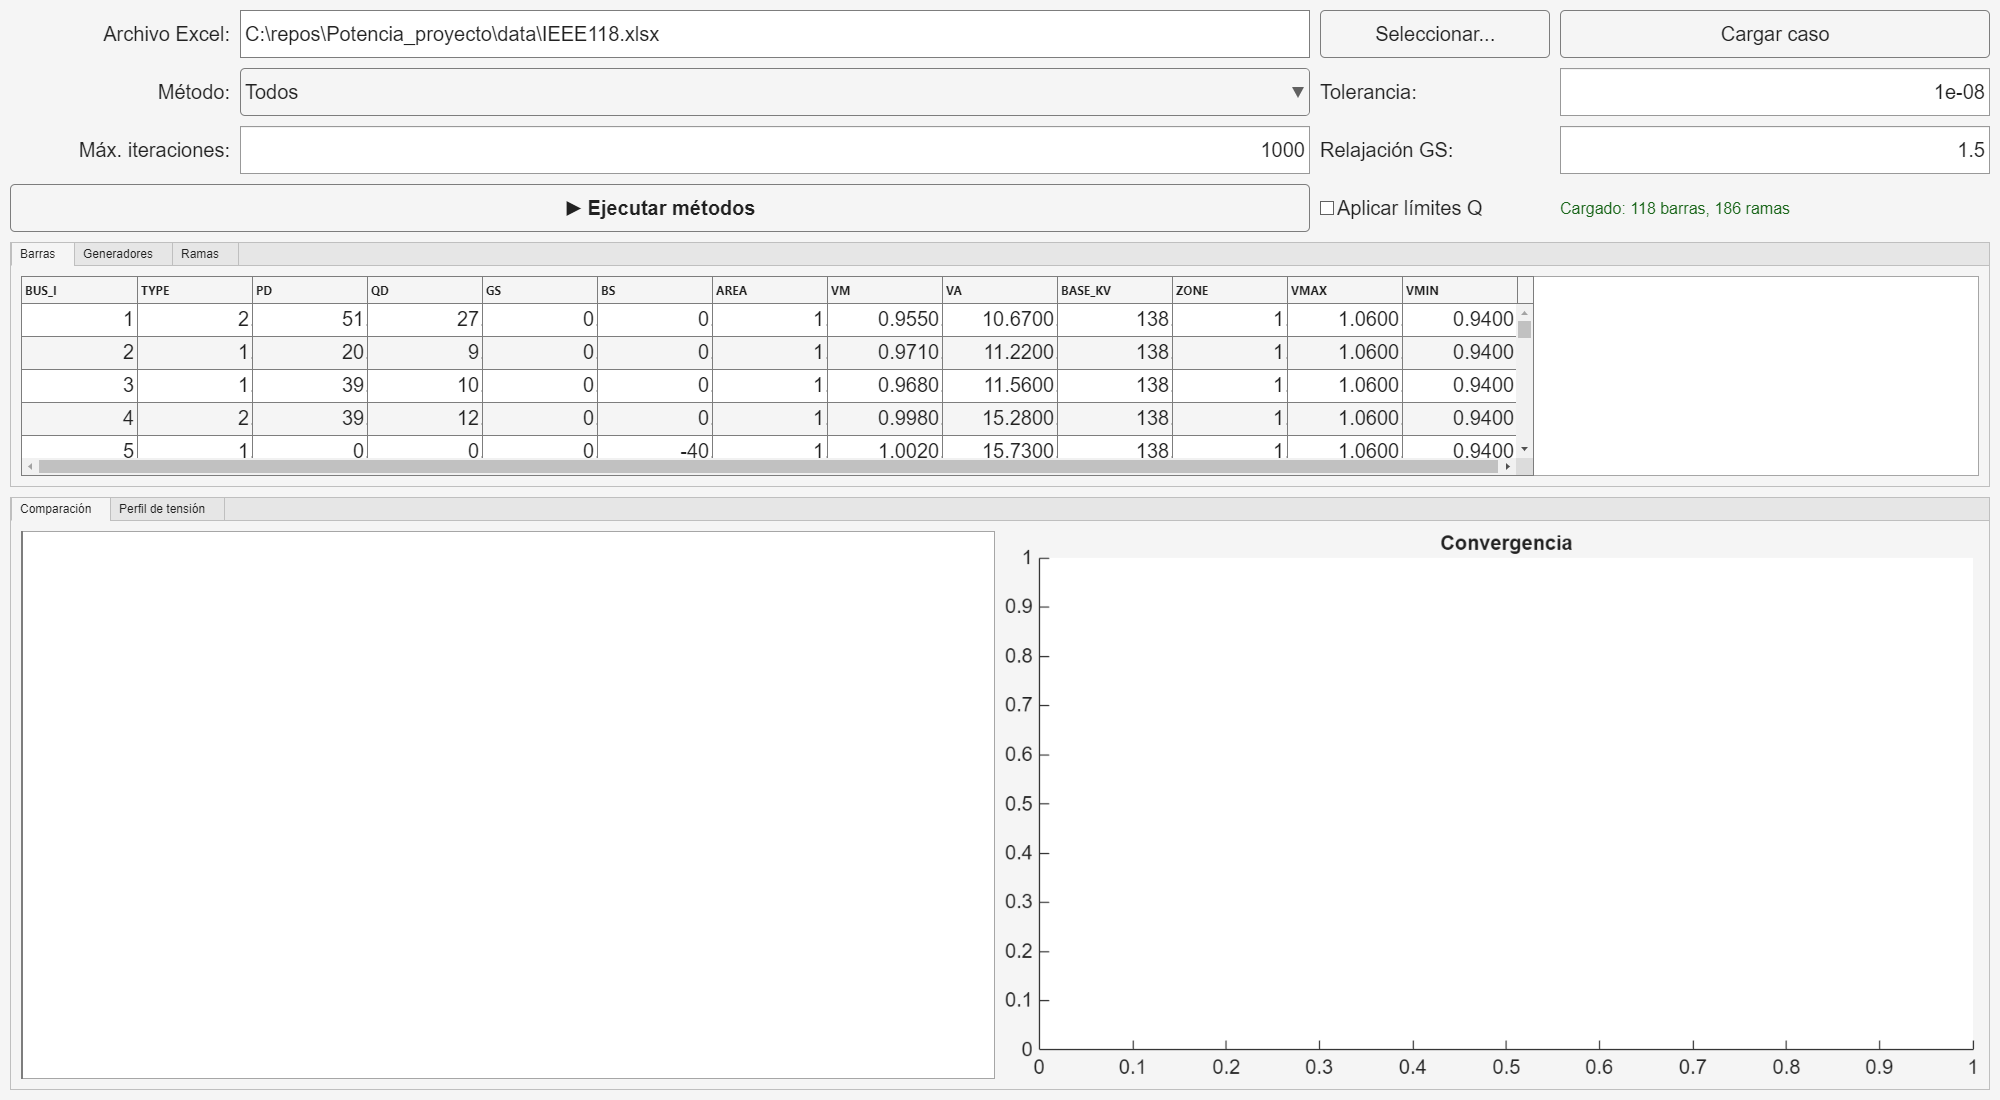 Archivo Excel: C:\repos\Potencia_proyecto\data\IEEE118.xlsx Seleccionar... Cargar caso
Método: Todos Tolerancia: 1e-08
Máx. iteraciones: 1000 Relajación GS: 1.5
Ejecutar métodos Aplicar límites Q Cargado: 118 barras, 186 ramas
Barras Generadores Ramas
BUS_I TYPE PD QD GS BS AREA VM VA BASE_KV ZONE VMAX VMIN
1 2 51 27 0 0 1 0.9550 10.6700 138 1 1.0600 0.9400
2 1 20 9 0 0 1 0.9710 11.2200 138 1 1.0600 0.9400
3 1 39 10 0 0 1 0.9680 11.5600 138 1 1.0600 0.9400
4 2 39 12 0 0 1 0.9980 15.2800 138 1 1.0600 0.9400
5 1 0 0 0 -40 1 1.0020 15.7300 138 1 1.0600 0.9400
Comparación Perfil de tensión
Convergencia
1
0.9
0.8
0.7
0.6
0.5
0.4
0.3
0.2
0.1
0
0 0.1 0.2 0.3 0.4 0.5 0.6 0.7 0.8 0.9 1